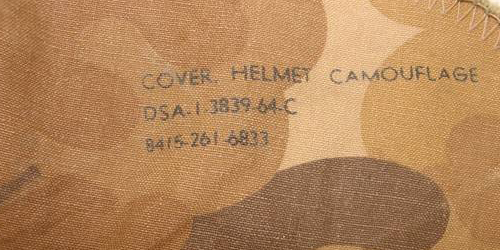 COVER. HELMET CAMOUFLAGE
DSA-1-3839-64-C
8415-261-6833